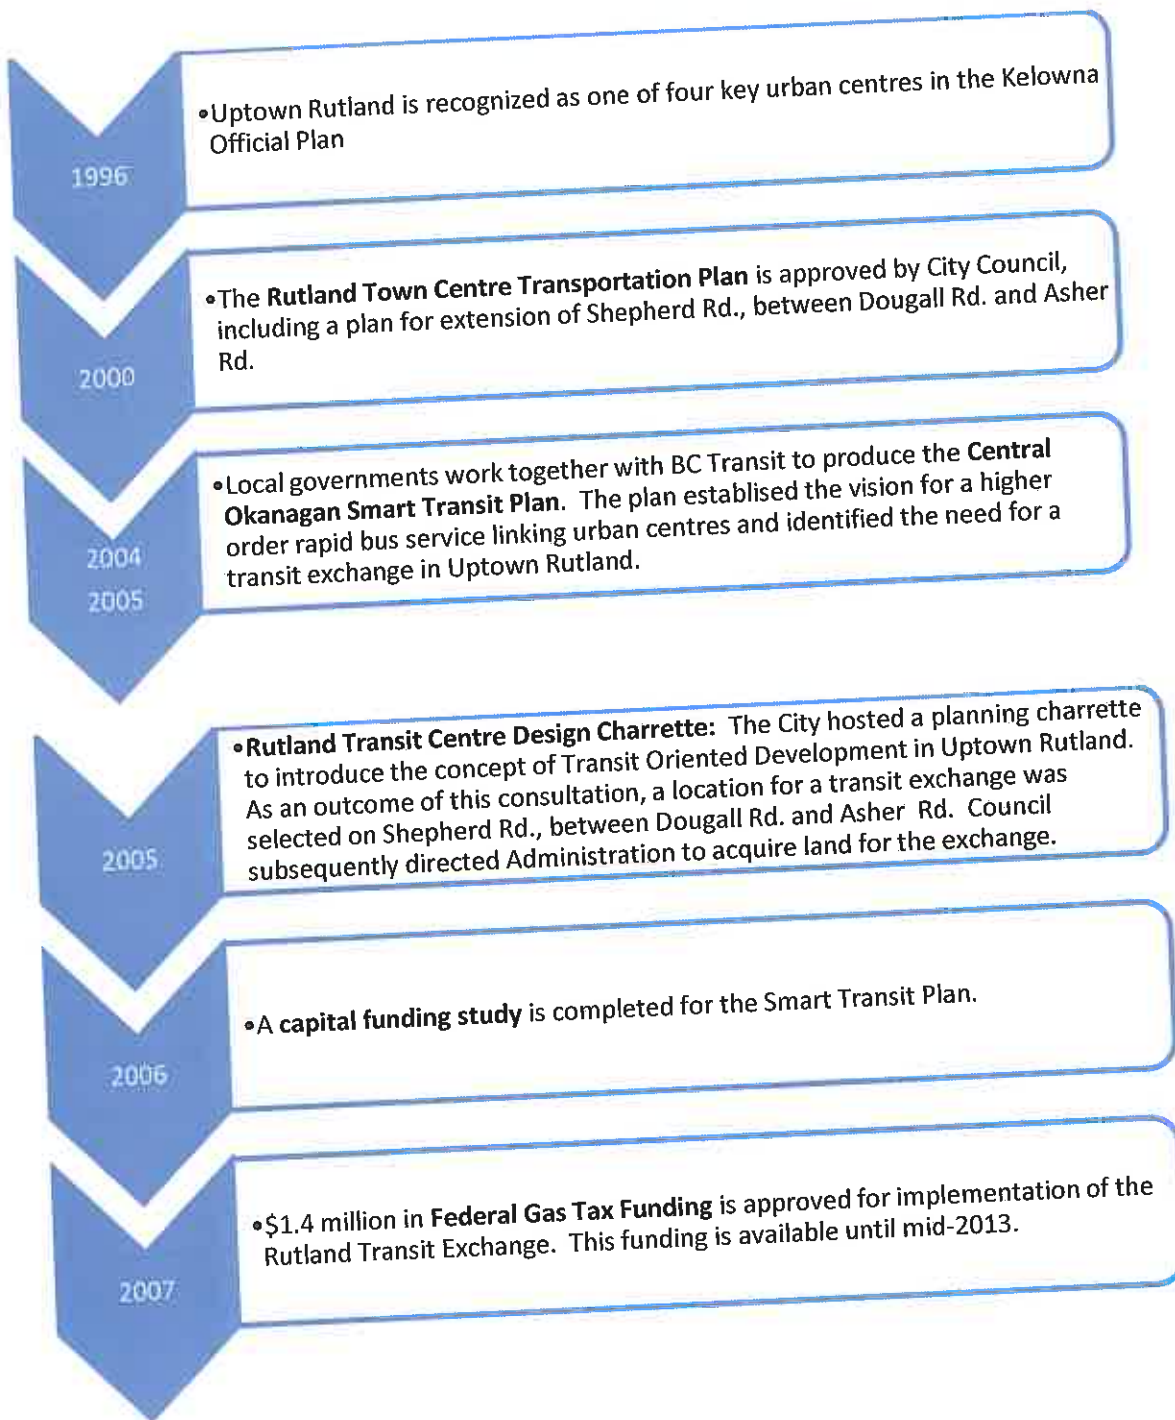 1996
•Uptown Rutland is recognized as one of four key urban centres in the Kelowna
Official Plan
2000
•The Rutland Town Centre Transportation Plan is approved by City Council,
including a plan for extension of Shepherd Rd., between Dougall Rd. and Asher
Rd.
2004
2005
•Local governments work together with BC Transit to produce the Central
Okanagan Smart Transit Plan. The plan establised the vision for a higher
order rapid bus service linking urban centres and identified the need for a
transit exchange in Uptown Rutland.
2005
•Rutland Transit Centre Design Charrette: The City hosted a planning charrette
to introduce the concept of Transit Oriented Development in Uptown Rutland.
As an outcome of this consultation, a location for a transit exchange was
selected on Shepherd Rd., between Dougall Rd. and Asher Rd. Council
subsequently directed Administration to acquire land for the exchange.
2006
•A capital funding study is completed for the Smart Transit Plan.
2007
•$1.4 million in Federal Gas Tax Funding is approved for implementation of the
Rutland Transit Exchange. This funding is available until mid-2013.